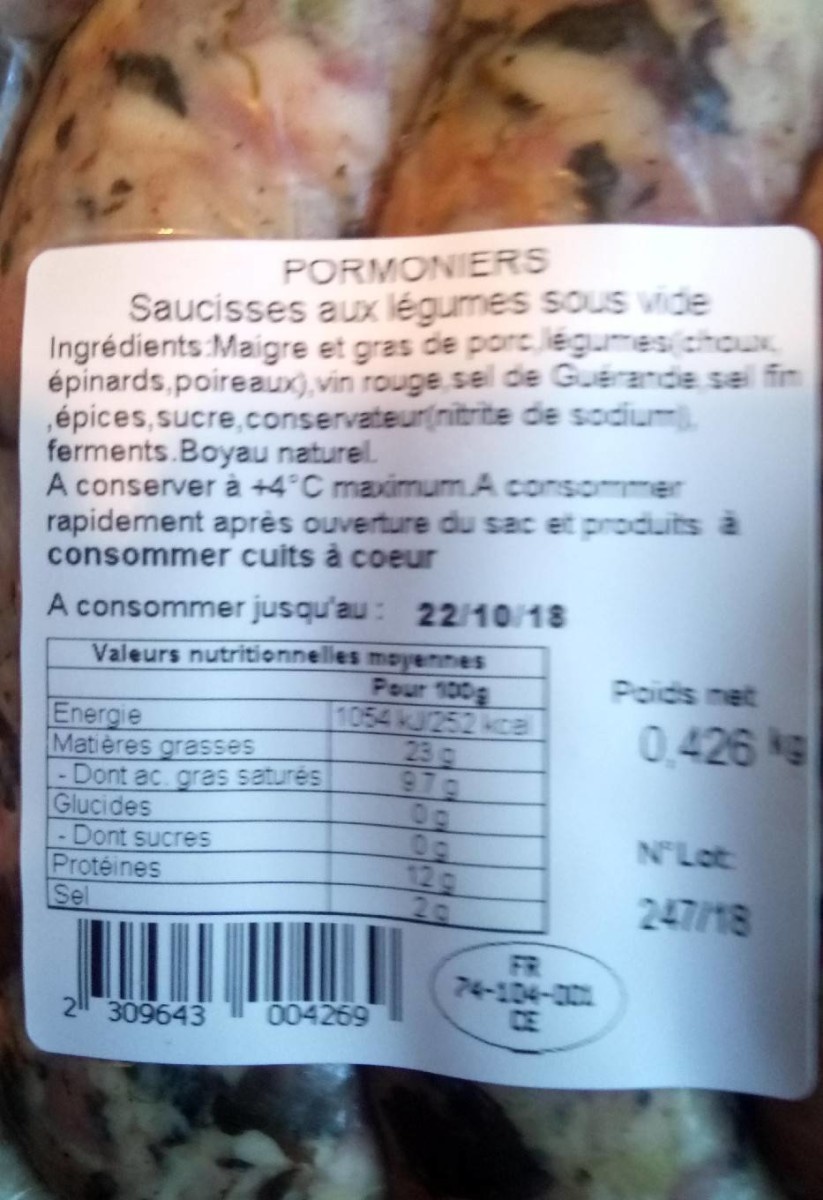 PORMONIERS
Saucisses aux légumes sous vide
Ingrédients:Maigre et gras de porc,légumes(choux,
épinards,poireaux),vin rouge,sel de Guérande,sel fin
,épices,sucre,conservateur(nitrite de sodium),
ferments.Boyau naturel.
A conserver à +4°C maximum.A consommer
rapidement après ouverture du sac et produits à
consommer cuits à coeur
A consommer jusqu'au : 22/10/18
Valeurs nutritionnelles moyennes
Pour 100g
Energie 1054 kJ/252 kcal
Matières grasses 23 g
- Dont ac. gras saturés 9.7 g
Glucides 0 g
- Dont sucres 0 g
Protéines 12 g
Sel 2 g
Poids net
0,426 kg
N°Lot:
247/18
2 309643 004269
FR
74-104-001
CE